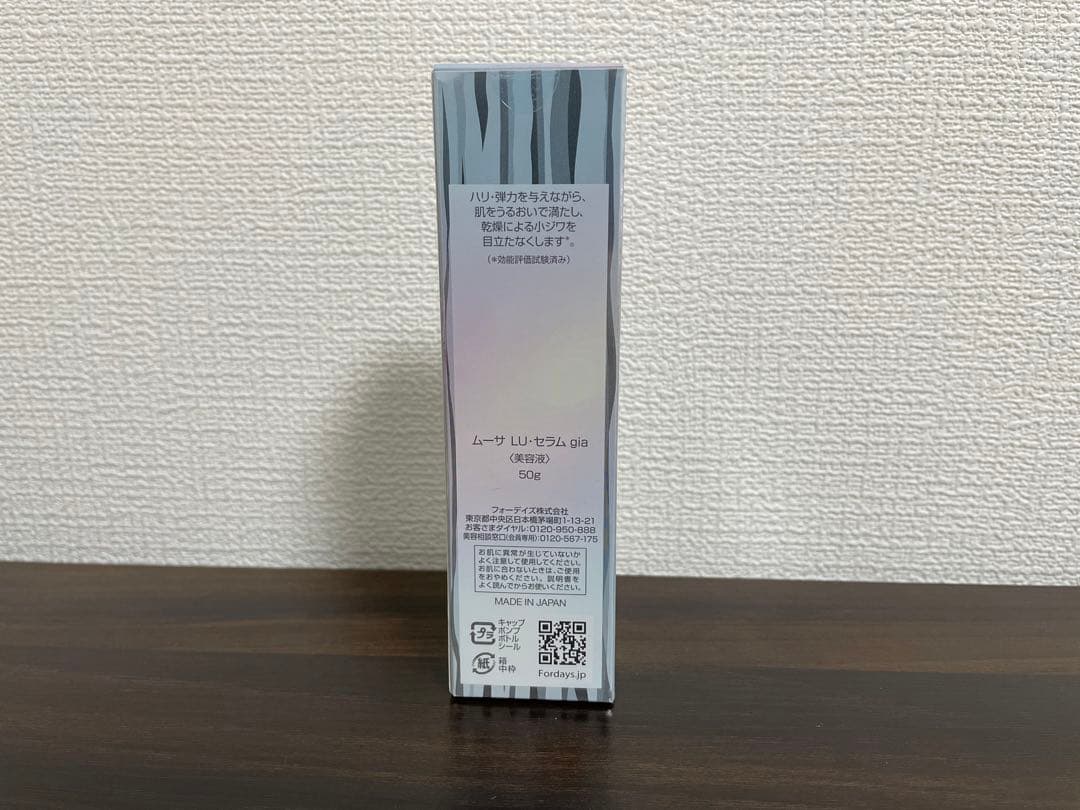 ハリ・弾力を与えながら、
肌をうるおいで満たし、
乾燥による小ジワを
目立たなくします*。
(*効能評価試験済み)
ムーサ LU・セラム gia
〈美容液〉
50g
フォーデイズ株式会社
東京都中央区日本橋茅場町1-13-21
お客さまダイヤル:0120-950-888
美容相談窓口(会員専用):0120-567-175
お肌に異常が生じていないか
よく注意して使用してください。
お肌に合わないときは、ご使用
をおやめください。説明書を
よく読んでからお使いください。
MADE IN JAPAN
プラ
キャップ
ポンプ
ボトル
シール
紙
箱
中枠
Fordays.jp